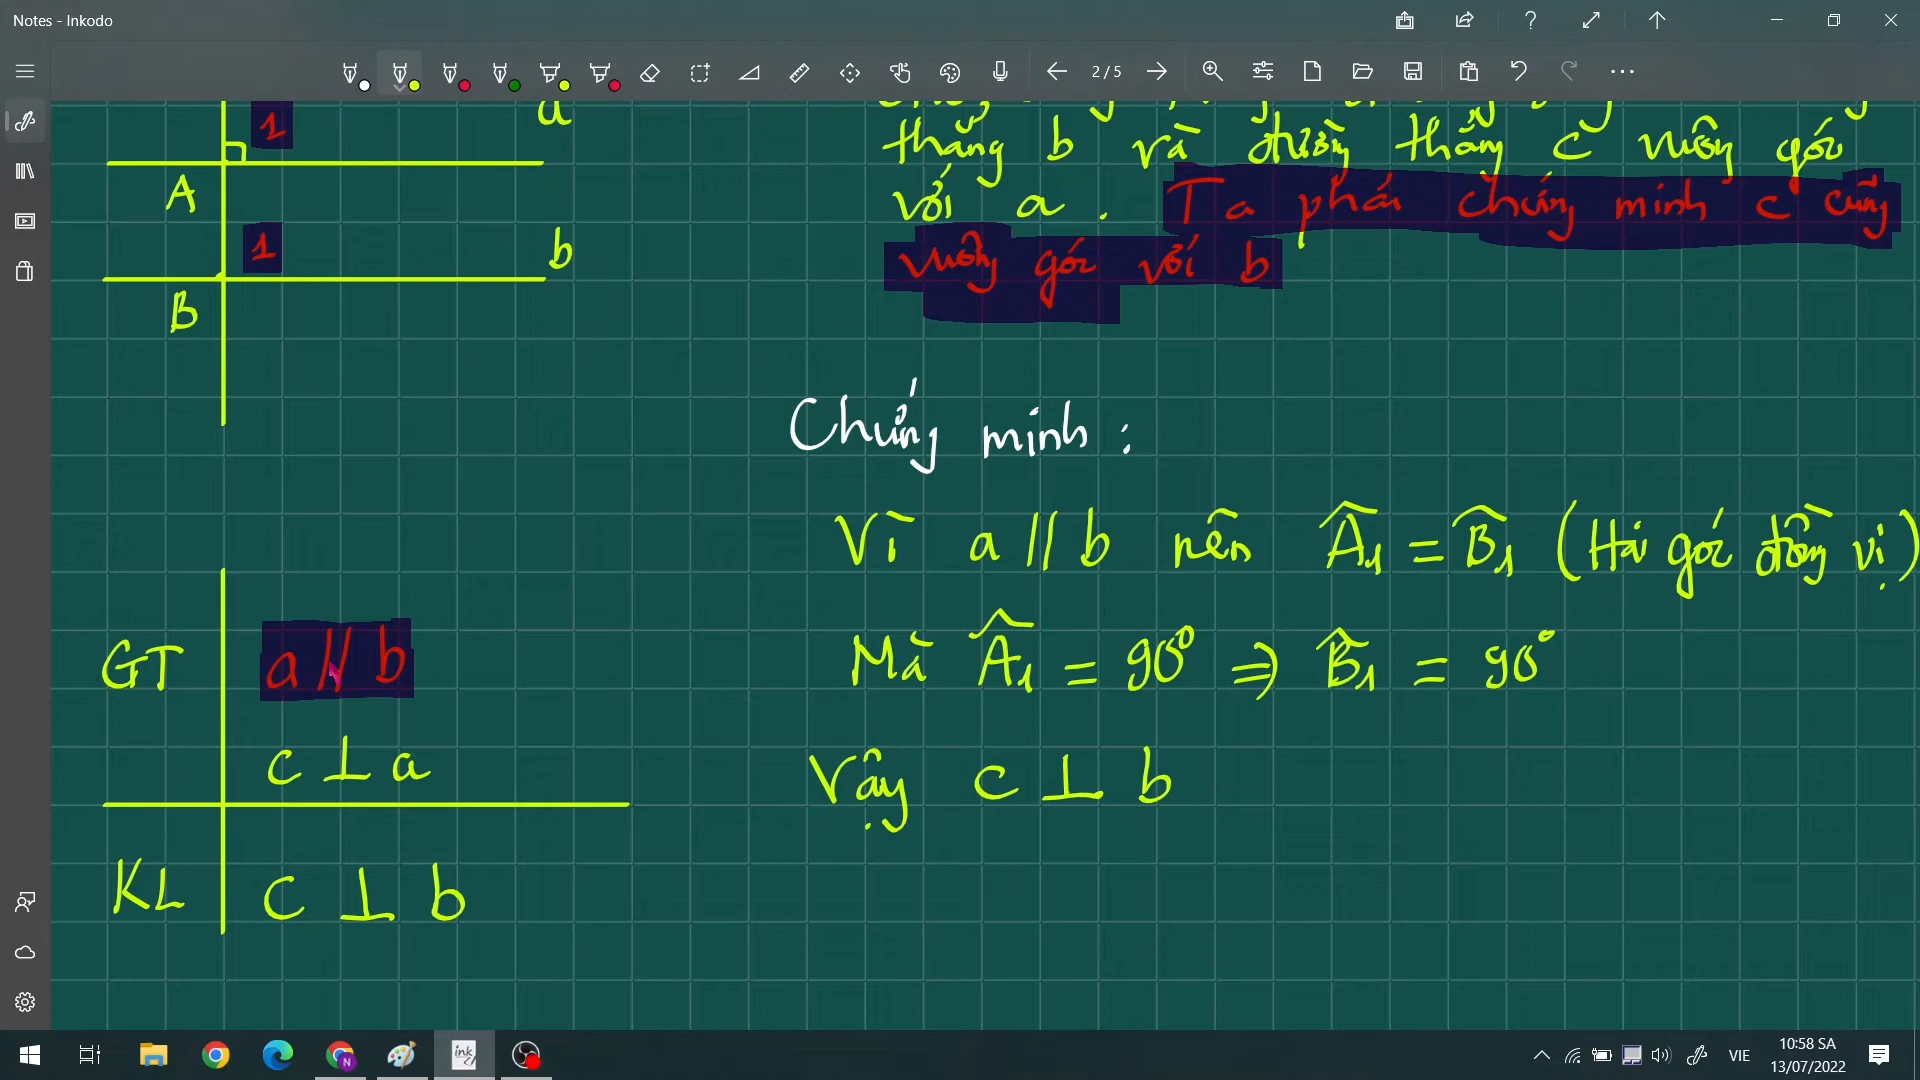 Notes - Inkodo
2 / 5
1
a
A
1
b
B
thẳng b và đường thẳng c vuông góc
với a. Ta phải chứng minh c cũng
vuông góc với b
Chứng minh:
Vì a // b nên Â₁ = B̂₁ (Hai góc đồng vị)
Mà Â₁ = 90° ⇒ B̂₁ = 90°
Vậy c ⊥ b
GT a // b
c ⊥ a
KL c ⊥ b
ink
N
VIE
10:58 SA
13/07/2022